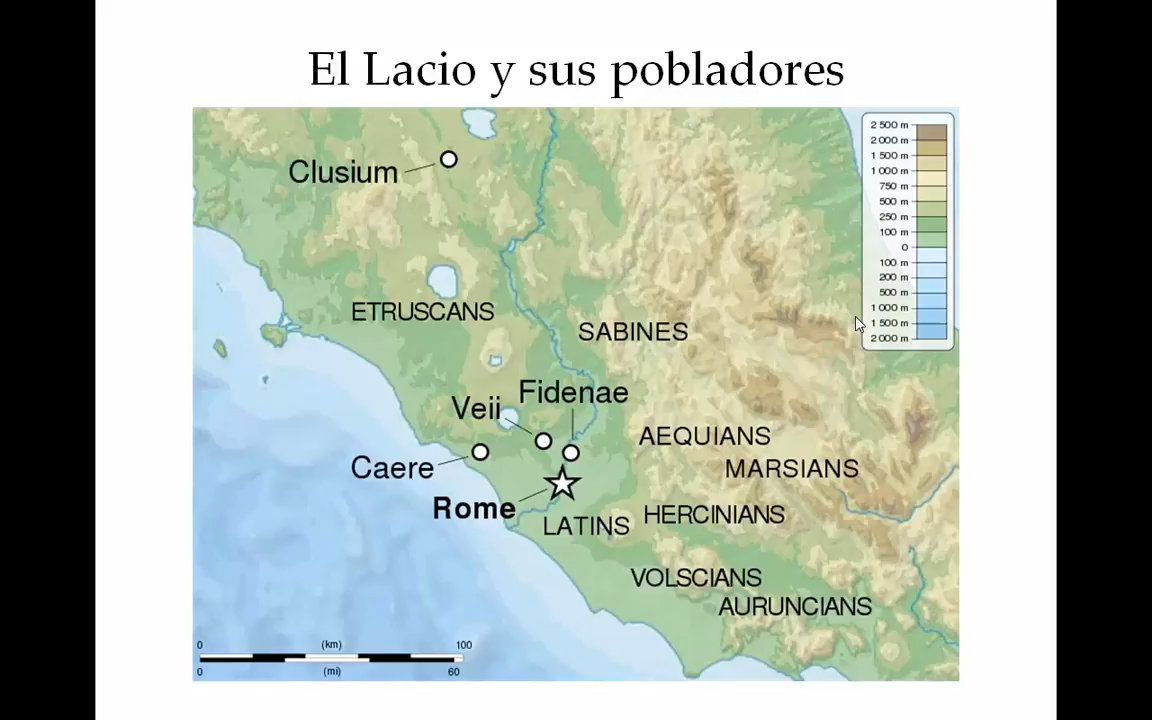 El Lacio y sus pobladores
2 500 m
2 000 m
1 500 m
1 000 m
750 m
500 m
250 m
100 m
0
100 m
200 m
500 m
1 000 m
1 500 m
2 000 m
Clusium
ETRUSCANS
SABINES
Fidenae
Veii
AEQUIANS
Caere
MARSIANS
Rome
HERCINIANS
LATINS
VOLSCIANS
AURUNCIANS
0 (km) 100
0 (mi) 60